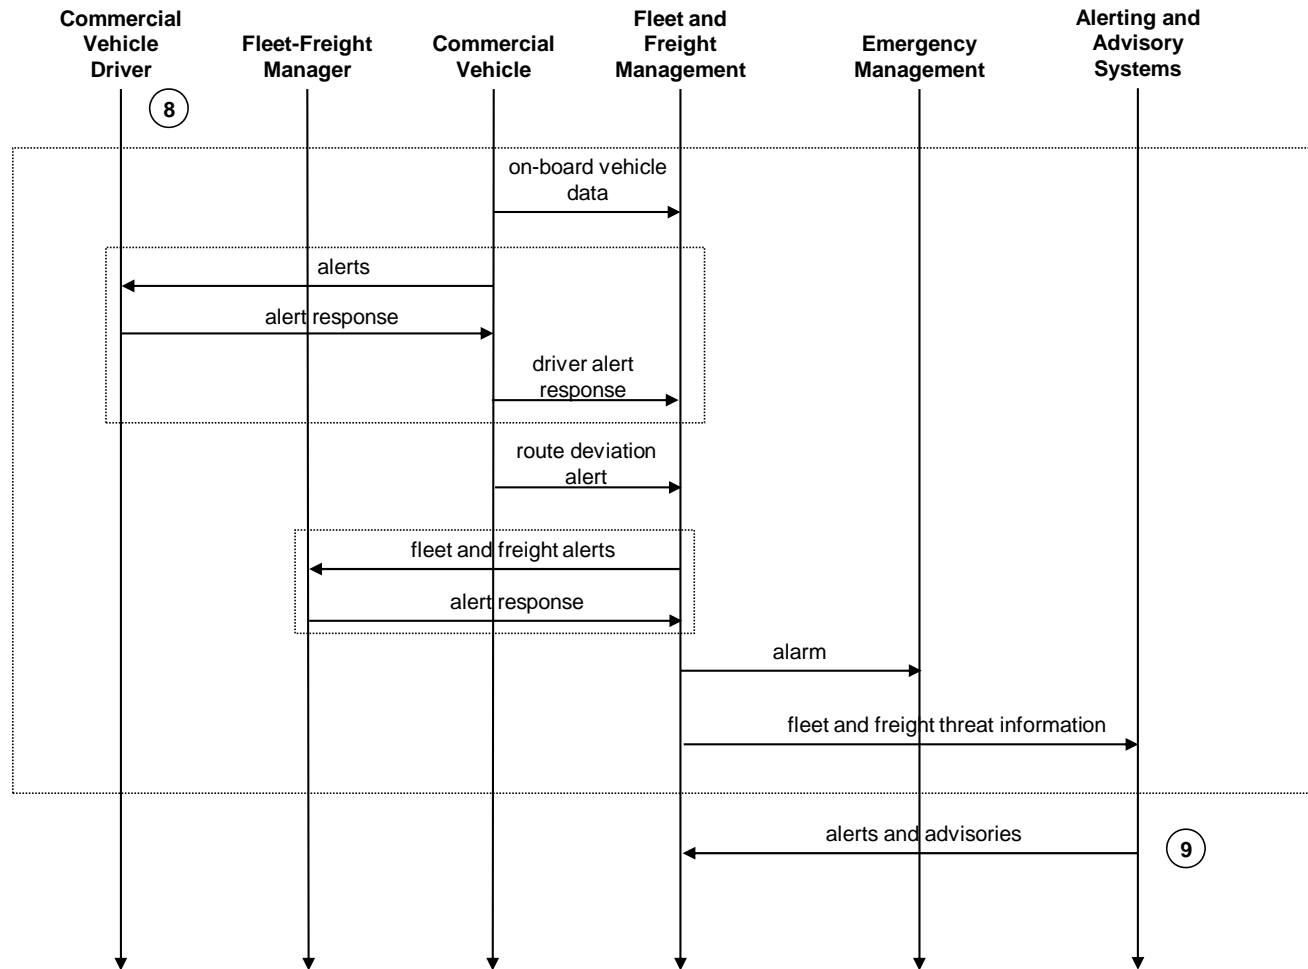 Commercial
Vehicle
Driver
Fleet-Freight
Manager
Commercial
Vehicle
Fleet and
Freight
Management
Emergency
Management
Alerting and
Advisory
Systems
8
on-board vehicle
data
alerts
alert response
driver alert
response
route deviation
alert
fleet and freight alerts
alert response
alarm
fleet and freight threat information
alerts and advisories
9